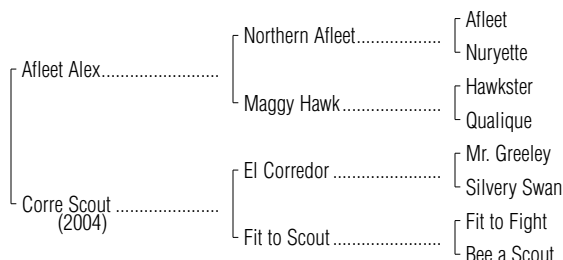 Afleet
Northern Afleet....................
Nuryette
Afleet Alex............................
Hawkster
Maggy Hawk.......................
Qualique
Mr. Greeley
El Corredor .........................
Silvery Swan
Corre Scout .........................
(2004)
Fit to Fight
Fit to Scout.........................
Bee a Scout